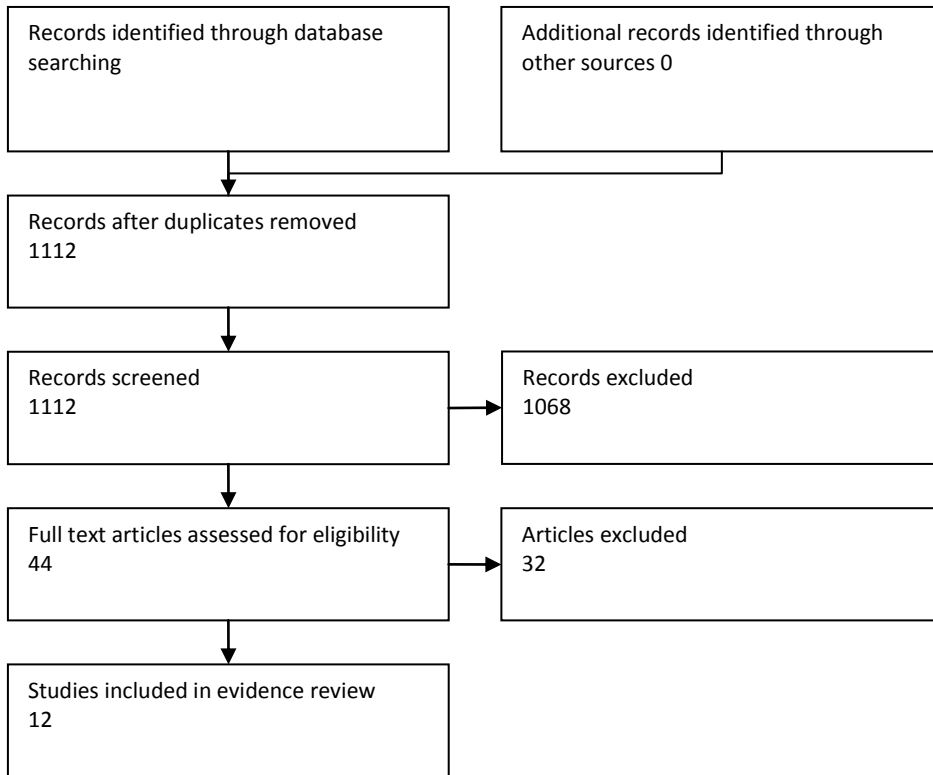 Records identified through database
searching
Additional records identified through
other sources 0
Records after duplicates removed
1112
Records screened
1112
Records excluded
1068
Full text articles assessed for eligibility
44
Articles excluded
32
Studies included in evidence review
12